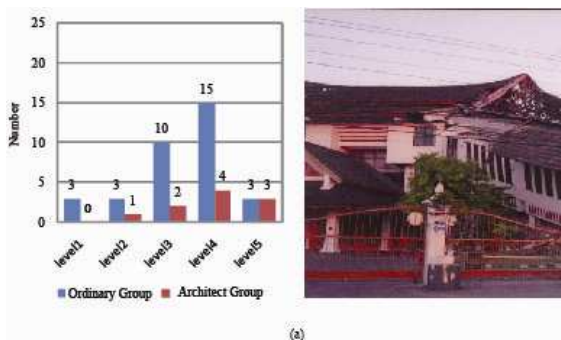 25
20
15
10
5
0
Number
3 0
3 1
10 2
15 4
3 3
level1 level2 level3 level4 level5
Ordinary Group Architect Group
(a)